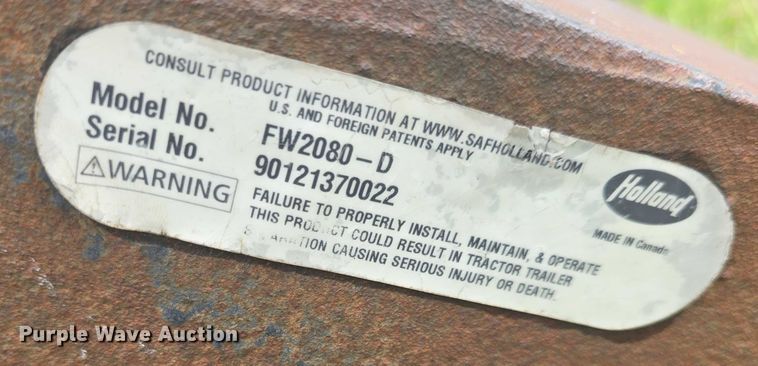 CONSULT PRODUCT INFORMATION AT WWW.SAFHOLLAND.COM
U.S. AND FOREIGN PATENTS APPLY
Model No. FW2080-D
Serial No. 90121370022
⚠WARNING
FAILURE TO PROPERLY INSTALL, MAINTAIN, & OPERATE
THIS PRODUCT COULD RESULT IN TRACTOR TRAILER
CAUSING SERIOUS INJURY OR DEATH.
Holland
MADE IN Canada
Purple Wave Auction